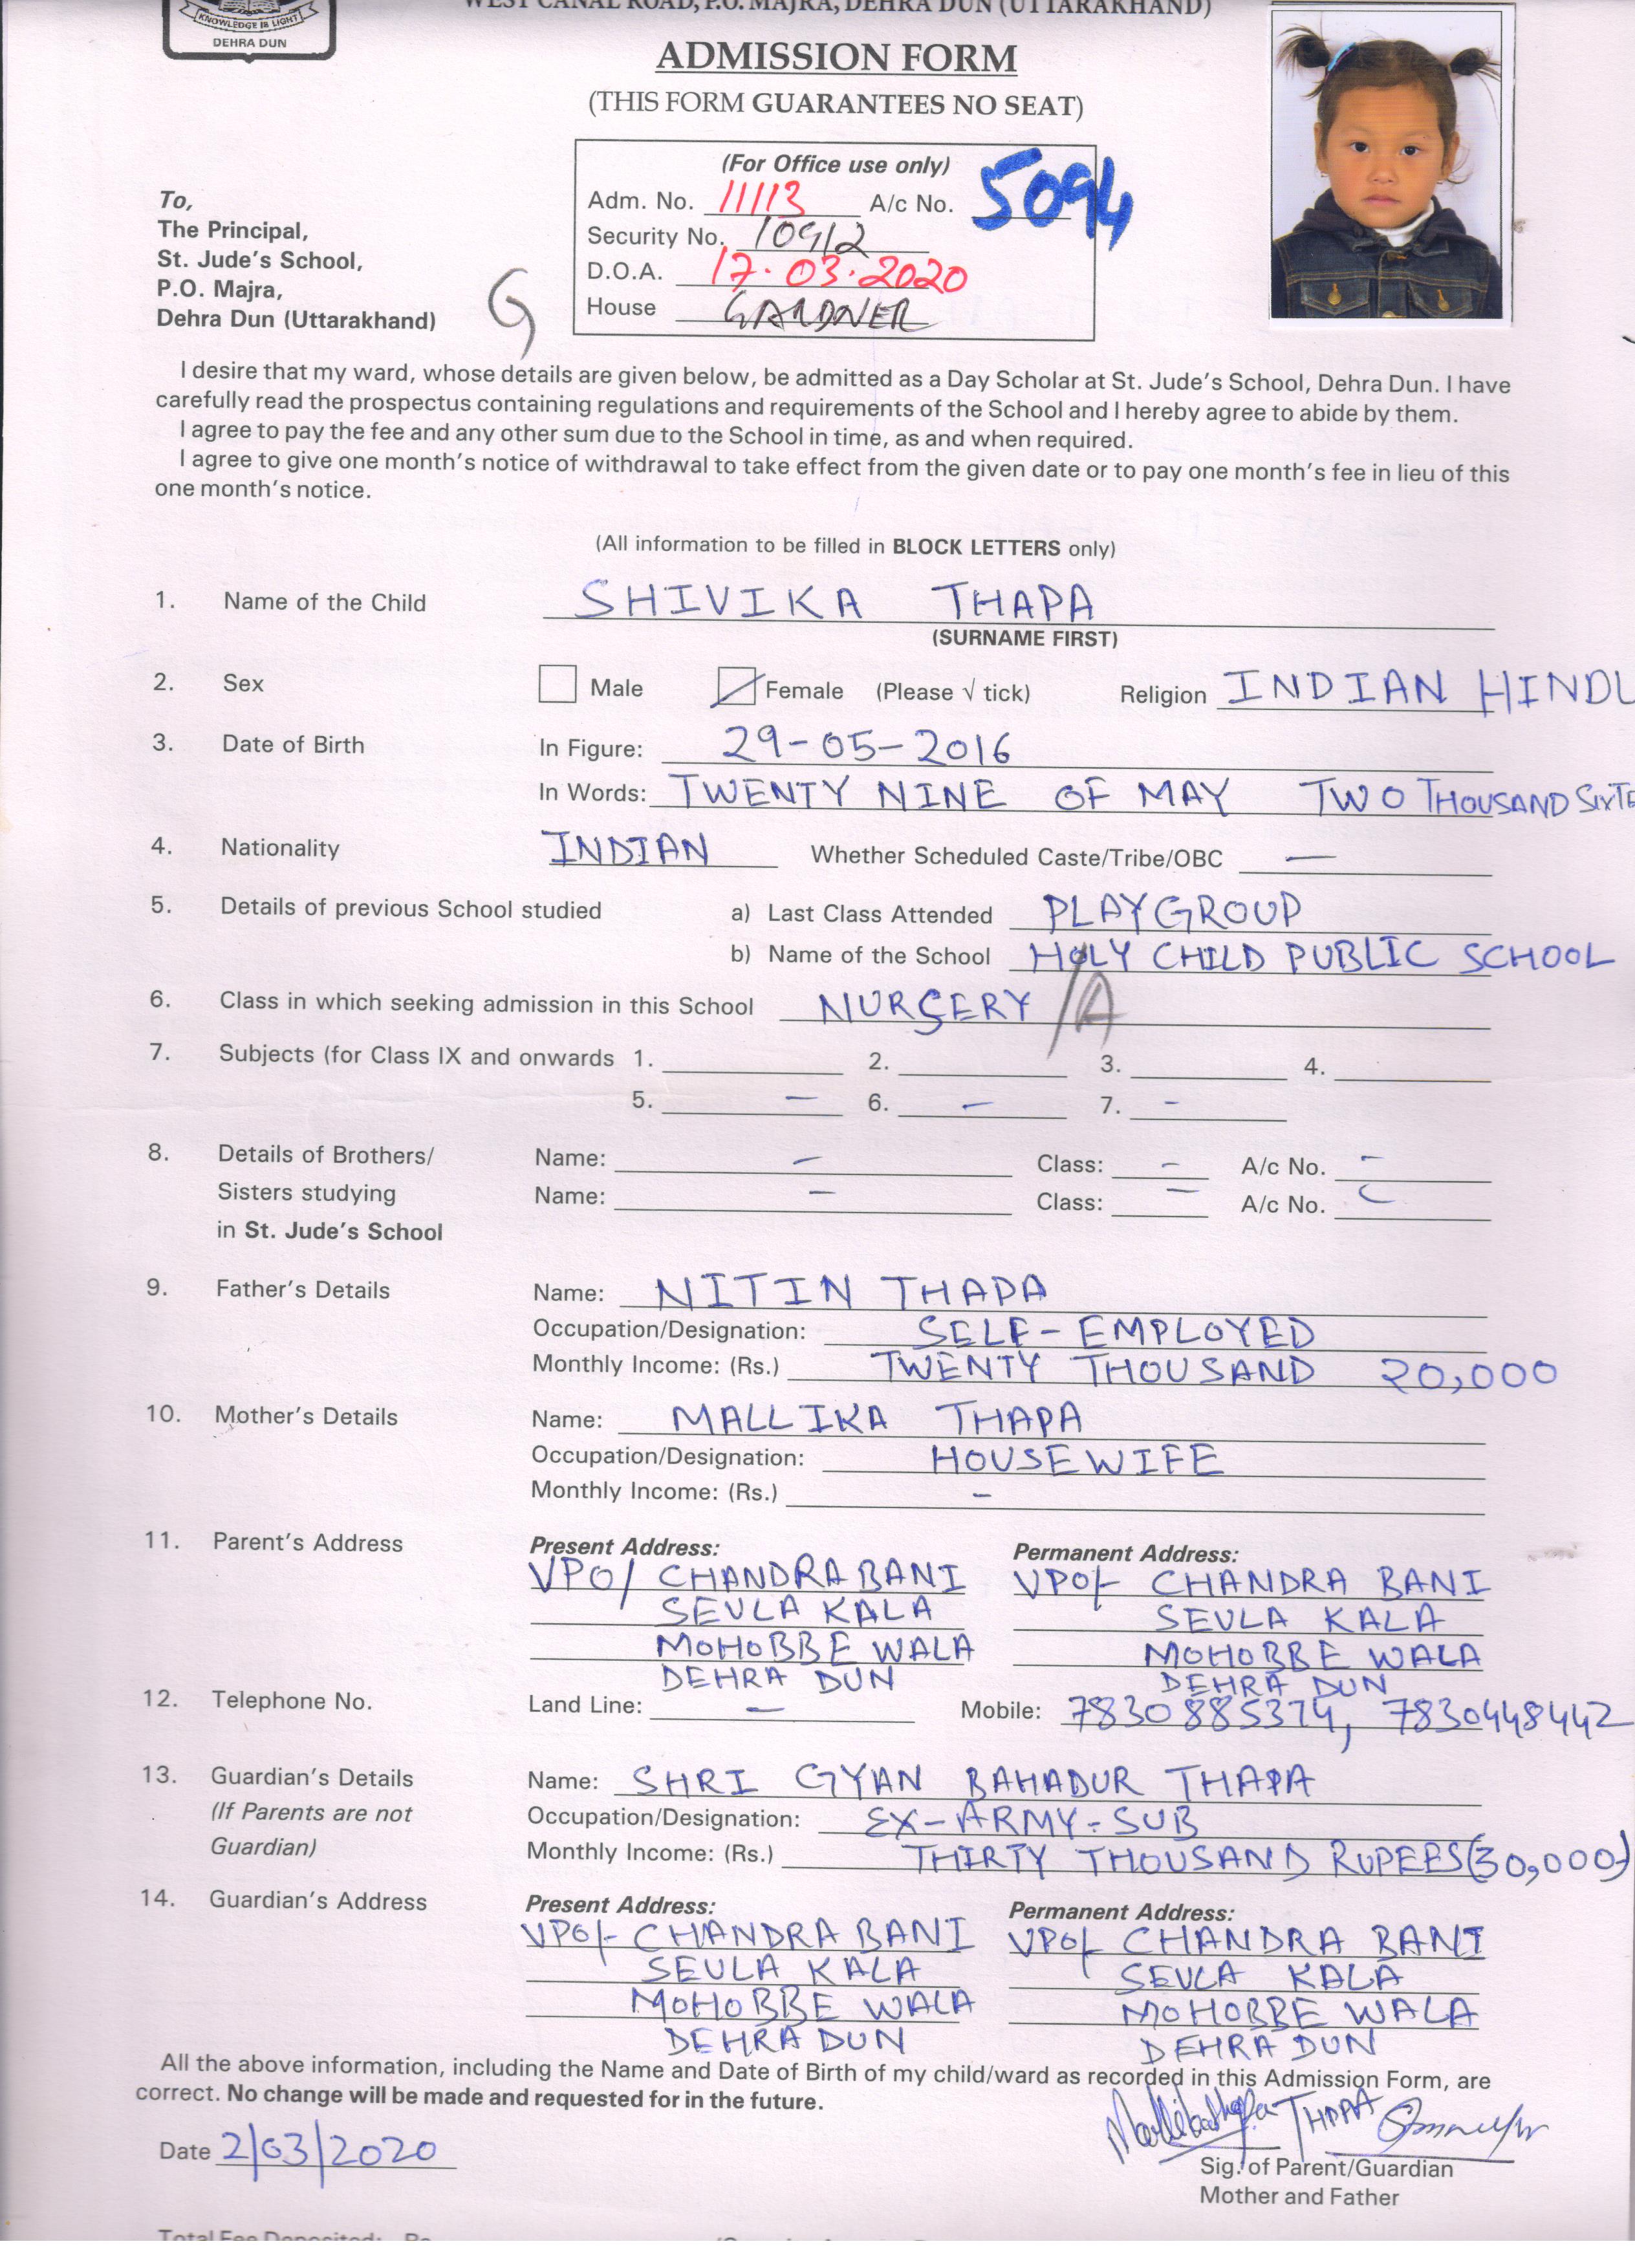 KNOWLEDGE IS LIGHT
DEHRA DUN
WEST CANAL ROAD, P.O. MAJRA, DEHRA DUN (UTTARAKHAND)
ADMISSION FORM
(THIS FORM GUARANTEES NO SEAT)
(For Office use only)
Adm. No. 11113 A/c No. 5094
Security No. 10912
D.O.A. 17.03.2020
House GARDNER
To,
The Principal,
St. Jude's School,
P.O. Majra,
Dehra Dun (Uttarakhand)
G
I desire that my ward, whose details are given below, be admitted as a Day Scholar at St. Jude's School, Dehra Dun. I have
carefully read the prospectus containing regulations and requirements of the School and I hereby agree to abide by them.
I agree to pay the fee and any other sum due to the School in time, as and when required.
I agree to give one month's notice of withdrawal to take effect from the given date or to pay one month's fee in lieu of this
one month's notice.
(All information to be filled in BLOCK LETTERS only)
1. Name of the Child SHIVIKA THAPA
(SURNAME FIRST)
2. Sex Male Female (Please √ tick) Religion INDIAN HINDU
3. Date of Birth In Figure: 29-05-2016
In Words: TWENTY NINE OF MAY TWO THOUSAND SIXTE
4. Nationality INDIAN Whether Scheduled Caste/Tribe/OBC —
5. Details of previous School studied a) Last Class Attended PLAYGROUP
b) Name of the School HOLY CHILD PUBLIC SCHOOL
6. Class in which seeking admission in this School NURSERY /A
7. Subjects (for Class IX and onwards 1. 2. 3. 4.
5. — 6. — 7. -
8. Details of Brothers/ Name: — Class: - A/c No. -
Sisters studying Name: — Class: — A/c No.
in St. Jude's School
9. Father's Details Name: NITIN THAPA
Occupation/Designation: SELF-EMPLOYED
Monthly Income: (Rs.) TWENTY THOUSAND 20,000
10. Mother's Details Name: MALLIKA THAPA
Occupation/Designation: HOUSEWIFE
Monthly Income: (Rs.) -
11. Parent's Address Present Address: Permanent Address:
VPO/ CHANDRABANI VPO/- CHANDRA BANI
SEULA KALA SEULA KALA
MOHOBBE WALA MOHOBBE WALA
DEHRA DUN DEHRA DUN
12. Telephone No. Land Line: — Mobile: 7830885374, 7830448442
13. Guardian's Details Name: SHRI GYAN BAHADUR THAPA
(If Parents are not Occupation/Designation: EX-ARMY-SUB
Guardian) Monthly Income: (Rs.) THIRTY THOUSAND RUPEES(30,000)
14. Guardian's Address Present Address: Permanent Address:
VPO/- CHANDRA BANI VPO/- CHANDRA BANI
SEULA KALA SEULA KALA
MOHOBBE WALA MOHOBBE WALA
DEHRA DUN DEHRA DUN
All the above information, including the Name and Date of Birth of my child/ward as recorded in this Admission Form, are
correct. No change will be made and requested for in the future.
THAPA
Date 2/03/2020
Sig. of Parent/Guardian
Mother and Father
Total Fee Deposited: Rs.